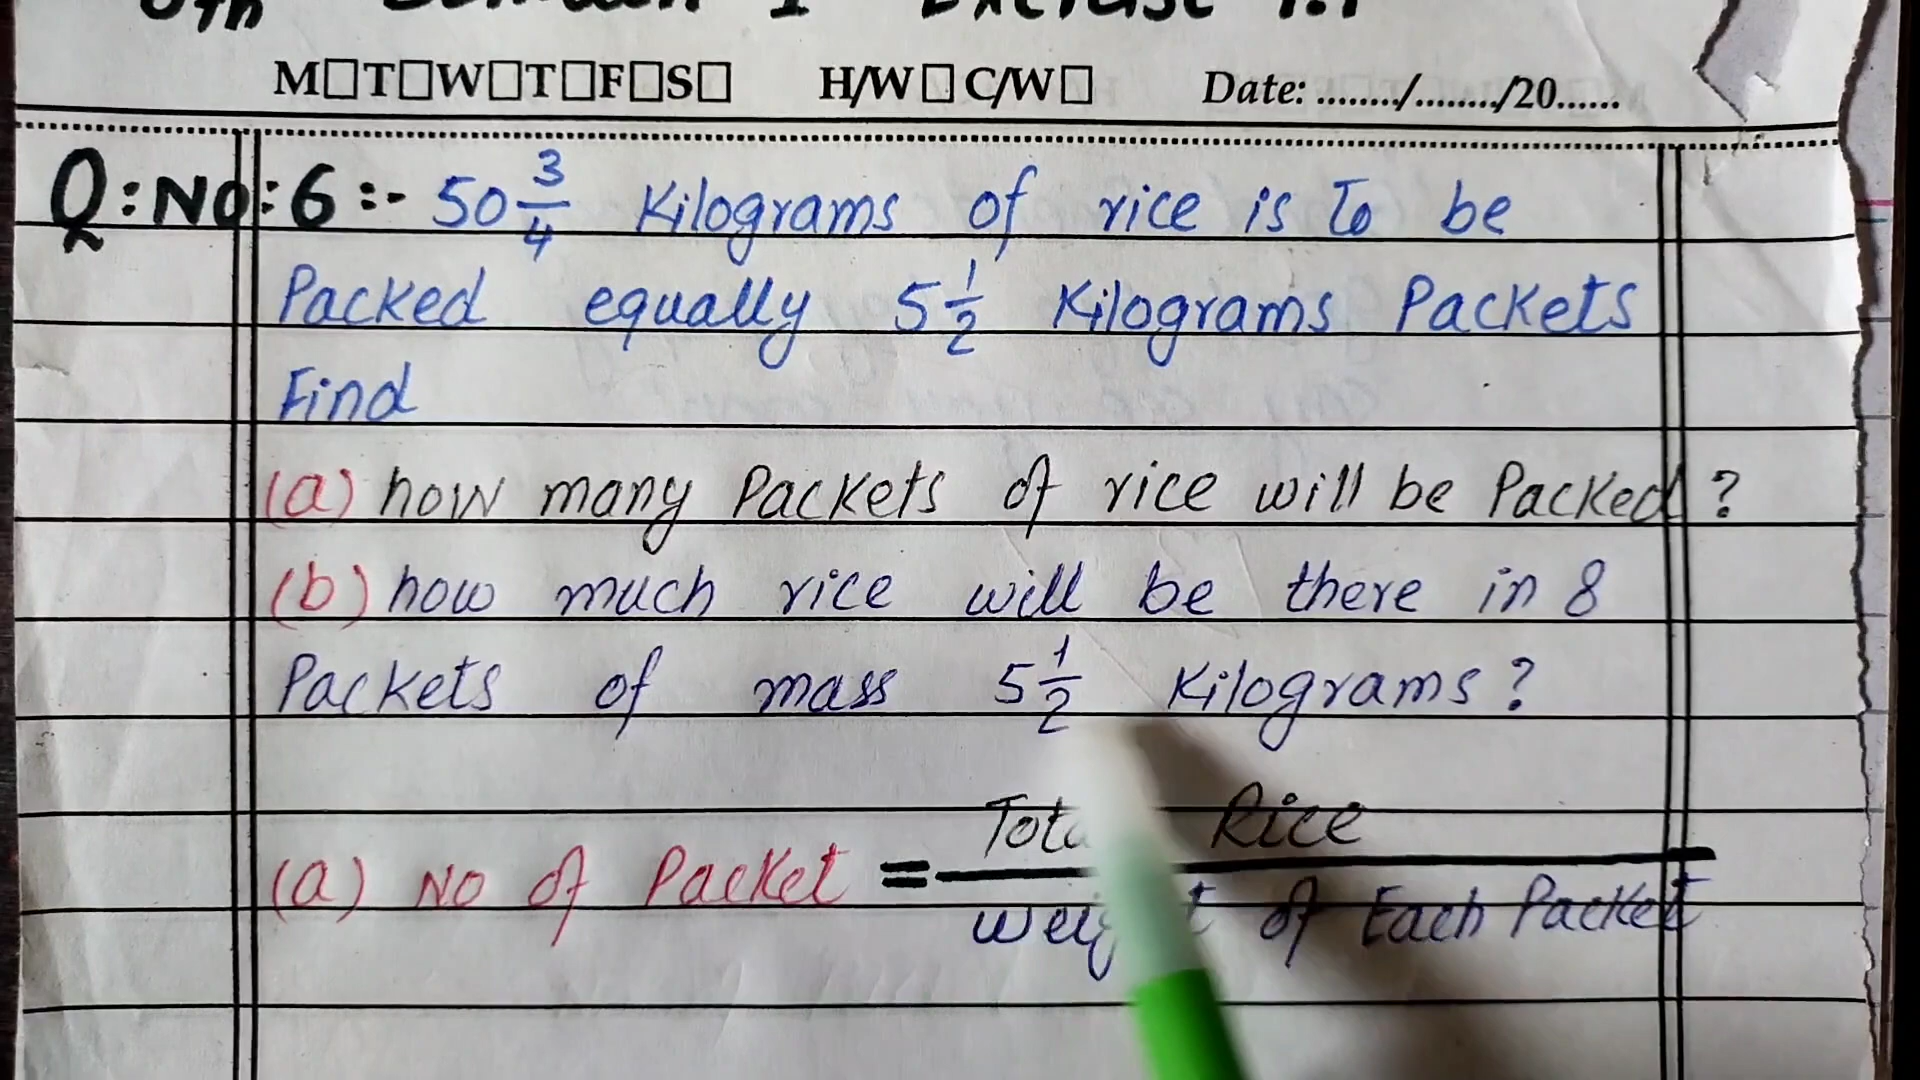 M□T□W□T□F□S□ H/W□ C/W□ Date: ......../......../20......
Q:NO:6:- 50 3/4 Kilograms of rice is To be
Packed equally 5 1/2 Kilograms Packets
Find
(a) how many Packets of rice will be Packed?
(b) how much rice will be there in 8
Packets of mass 5 1/2 Kilograms?
Rice
(a) NO of Packet =
of Each Packet